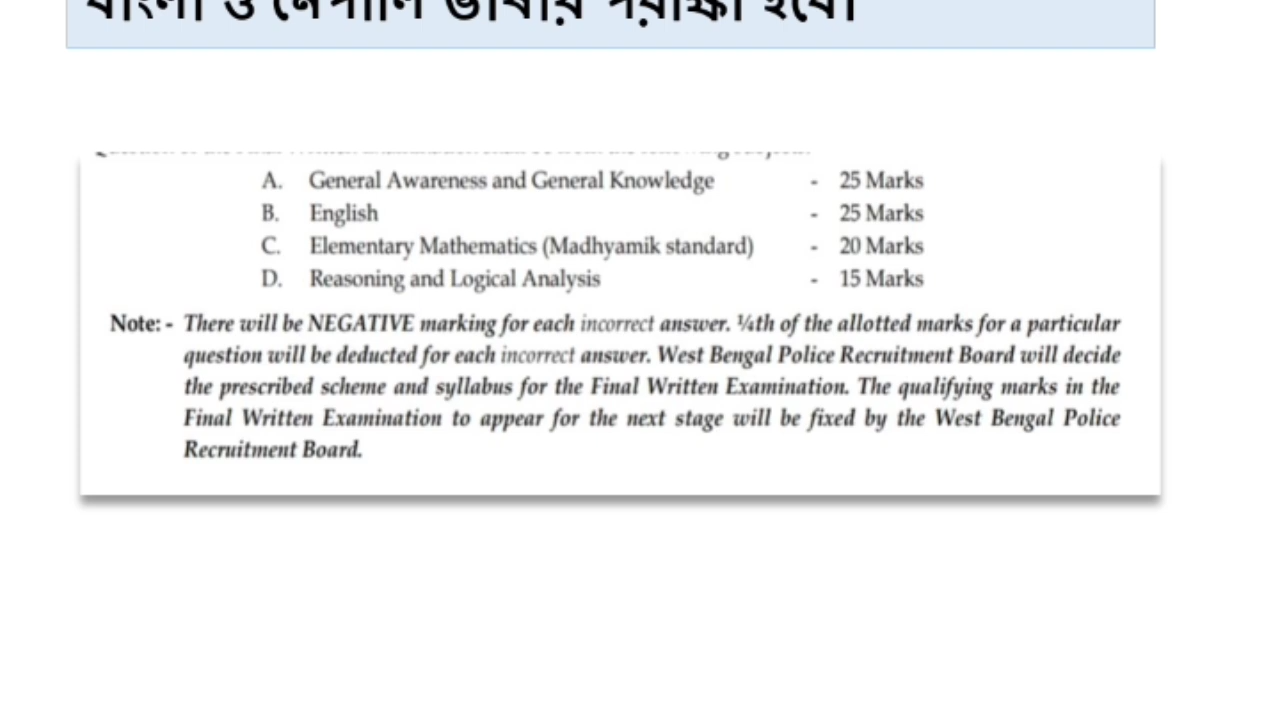 বাংলা ও নেপালি ভাষায় পরীক্ষা হবে।
A. General Awareness and General Knowledge - 25 Marks
B. English - 25 Marks
C. Elementary Mathematics (Madhyamik standard) - 20 Marks
D. Reasoning and Logical Analysis - 15 Marks
Note: - There will be NEGATIVE marking for each incorrect answer. ¼th of the allotted marks for a particular
question will be deducted for each incorrect answer. West Bengal Police Recruitment Board will decide
the prescribed scheme and syllabus for the Final Written Examination. The qualifying marks in the
Final Written Examination to appear for the next stage will be fixed by the West Bengal Police
Recruitment Board.